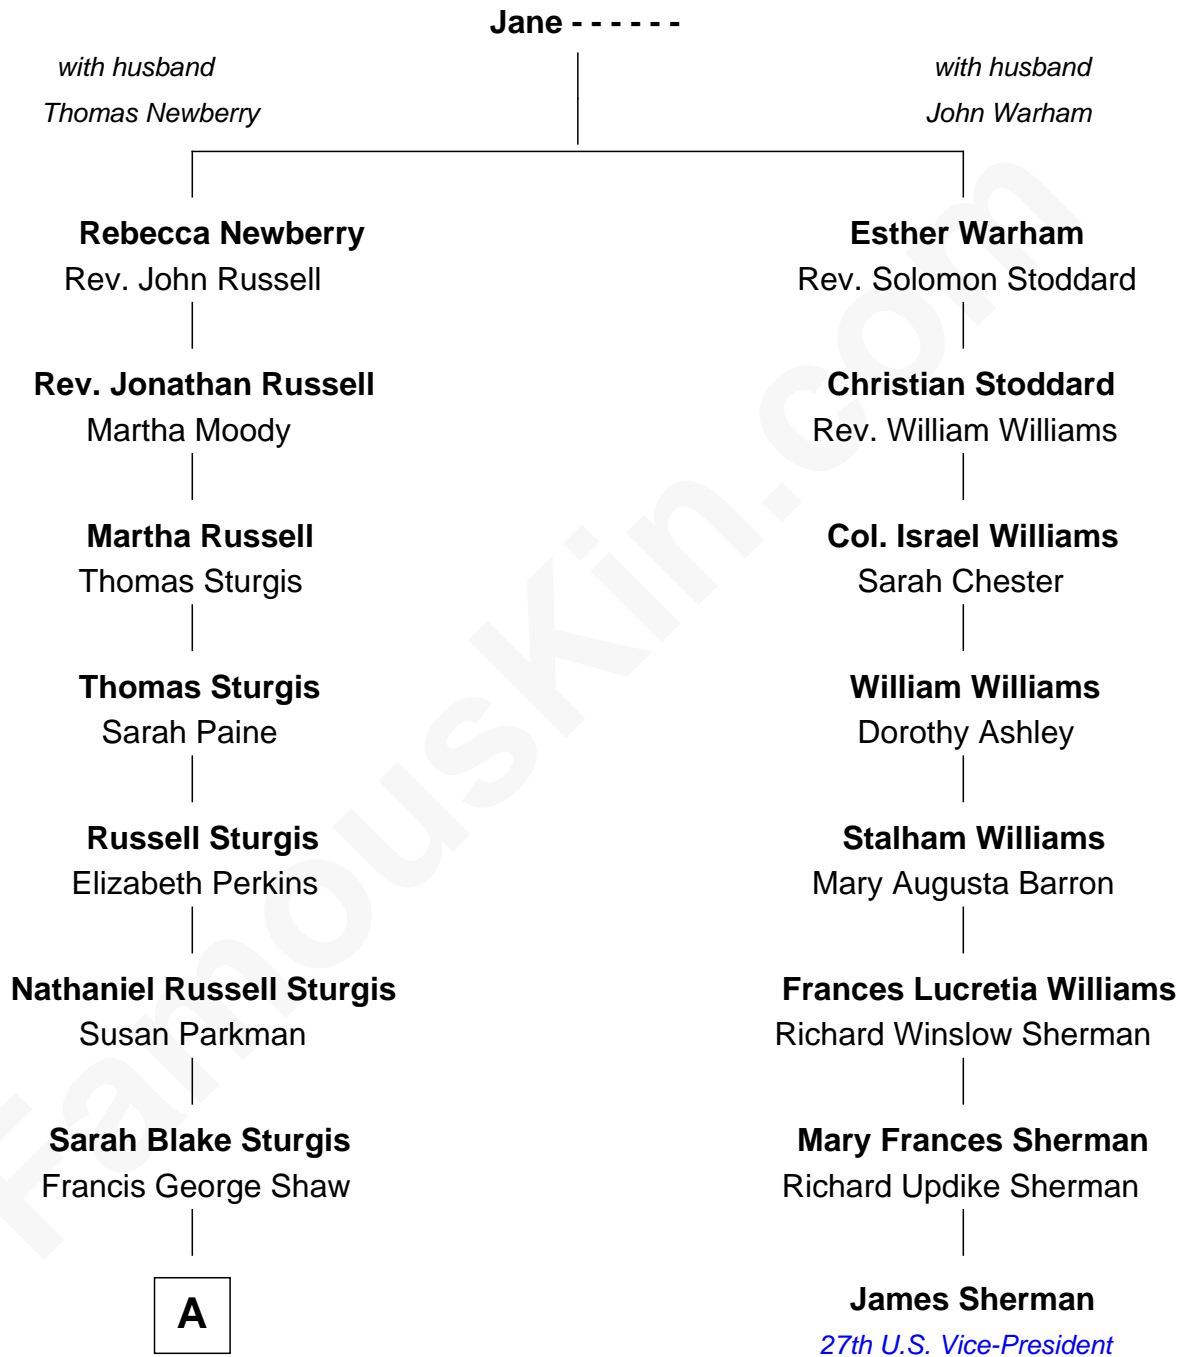 Jane - - - - - -
with husband
Thomas Newberry
with husband
John Warham
Rebecca Newberry
Rev. John Russell
Esther Warham
Rev. Solomon Stoddard
Rev. Jonathan Russell
Martha Moody
Christian Stoddard
Rev. William Williams
Martha Russell
Thomas Sturgis
Col. Israel Williams
Sarah Chester
Thomas Sturgis
Sarah Paine
William Williams
Dorothy Ashley
Russell Sturgis
Elizabeth Perkins
Stalham Williams
Mary Augusta Barron
Nathaniel Russell Sturgis
Susan Parkman
Frances Lucretia Williams
Richard Winslow Sherman
Sarah Blake Sturgis
Francis George Shaw
Mary Frances Sherman
Richard Updike Sherman
A
James Sherman
27th U.S. Vice-President
FamousKin.com